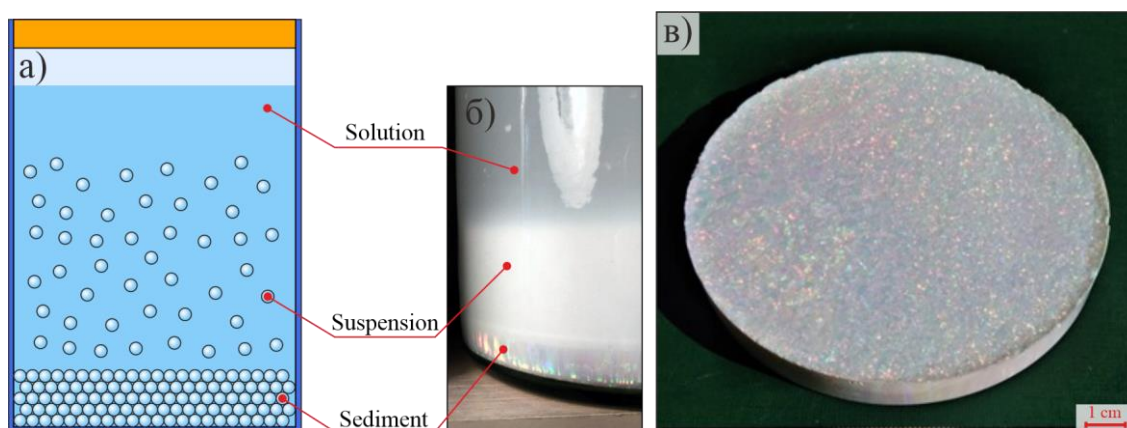 а)
Solution
Suspension
Sediment
б)
в)
1 cm